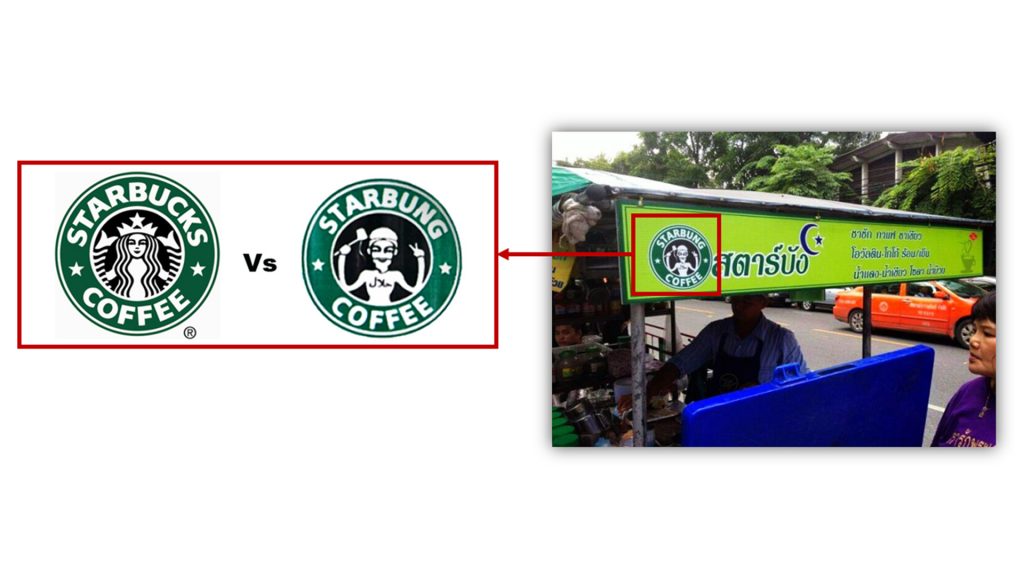 STARBUCKS
COFFEE
®
Vs
STARBUNG
حلال
COFFEE
STARBUNG
COFFEE
สตาร์บัง
ชาชัก กาแฟ ชาเขียว
โอวัลติน-โกโก้ ร้อน/เย็น
น้ำแดง-น้ำเขียว โซดา น้ำป่วย